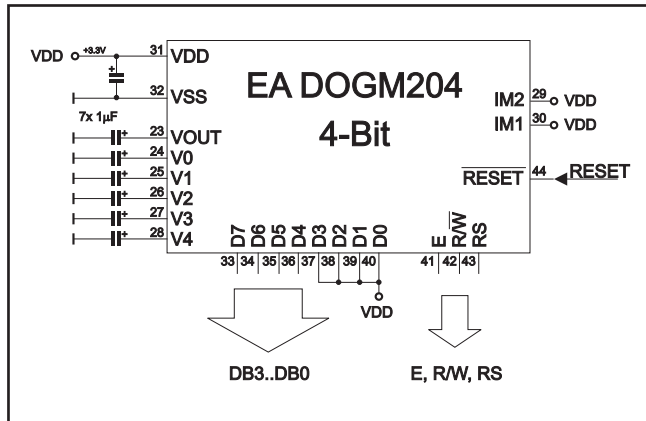 VDD +3.3V 31 VDD
EA DOGM204
4-Bit
32 VSS
IM2 29 VDD
IM1 30 VDD
7x 1µF
23 VOUT
24 V0
25 V1
26 V2
27 V3
28 V4
RESET 44 RESET
D7 D6 D5 D4 D3 D2 D1 D0
E R/W RS
33 34 35 36 37 38 39 40
41 42 43
VDD
DB3..DB0
E, R/W, RS